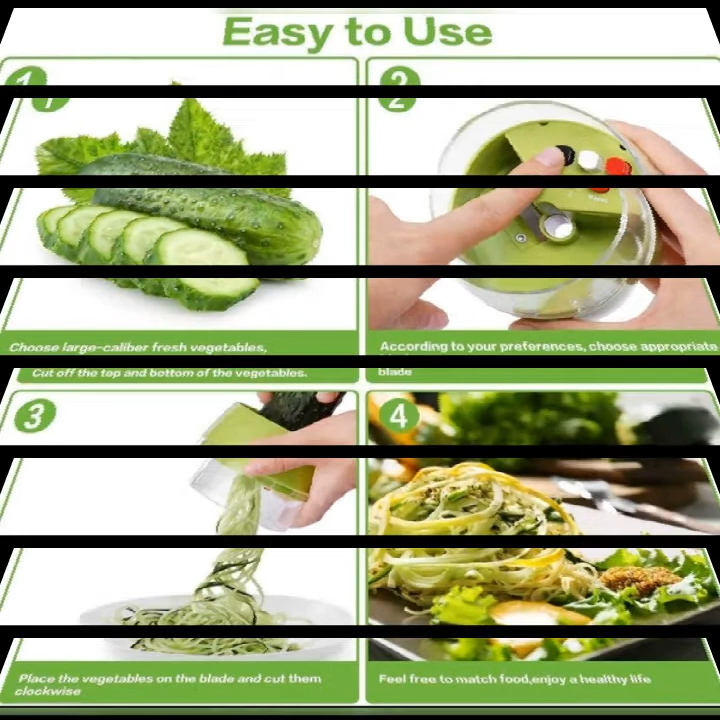 Easy to Use
1
2
Choose large-caliber fresh vegetables,
Cut off the top and bottom of the vegetables.
According to your preferences, choose appropriate
blade
3
4
Place the vegetables on the blade and cut them
clockwise
Feel free to match food,enjoy a healthy life